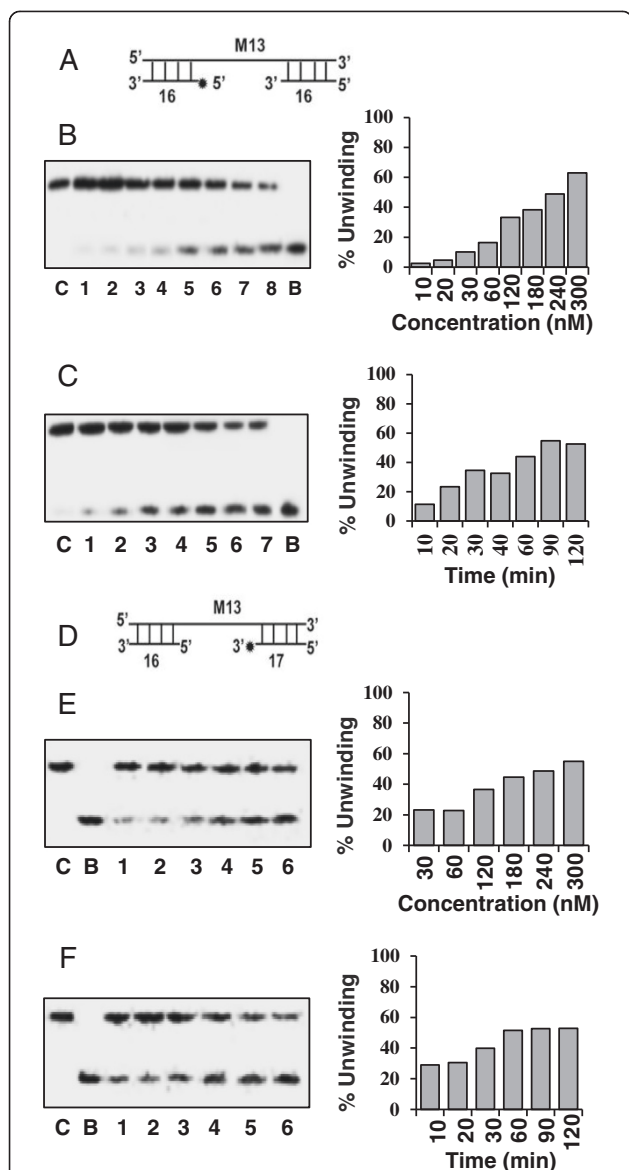 A
M13
5’ 3’
3’ 5’ 3’ 5’
16 16
B
C 1 2 3 4 5 6 7 8 B
% Unwinding
100
80
60
40
20
0
10 20 30 60 120 180 240 300
Concentration (nM)
C
C 1 2 3 4 5 6 7 B
% Unwinding
100
80
60
40
20
0
10 20 30 40 60 90 120
Time (min)
D
M13
5’ 3’
3’ 5’ 3’ 5’
16 17
E
C B 1 2 3 4 5 6
% Unwinding
100
80
60
40
20
0
30 60 120 180 240 300
Concentration (nM)
F
C B 1 2 3 4 5 6
% Unwinding
100
80
60
40
20
0
10 20 30 60 90 120
Time (min)